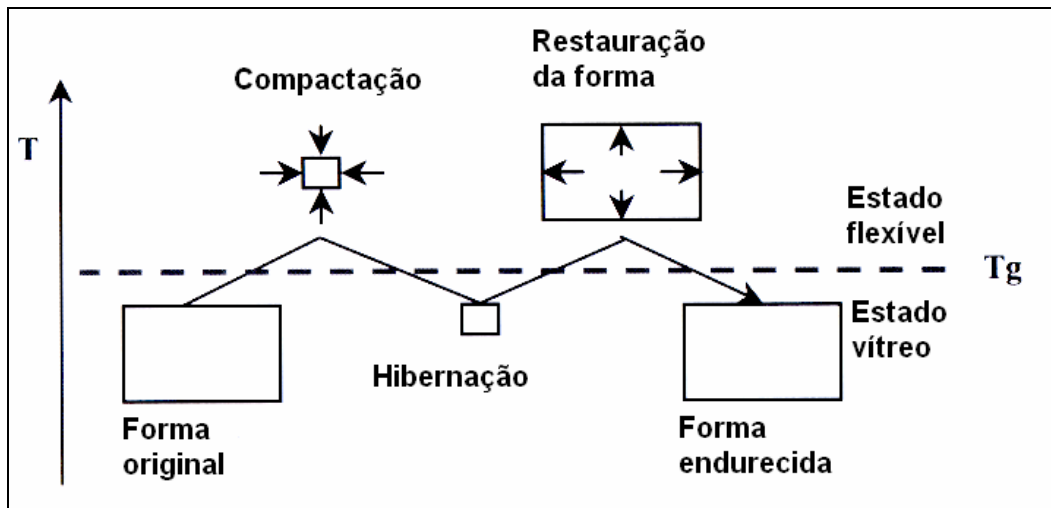 Restauração
da forma
Compactação
T
Estado
flexível
Tg
Estado
vítreo
Hibernação
Forma
original
Forma
endurecida